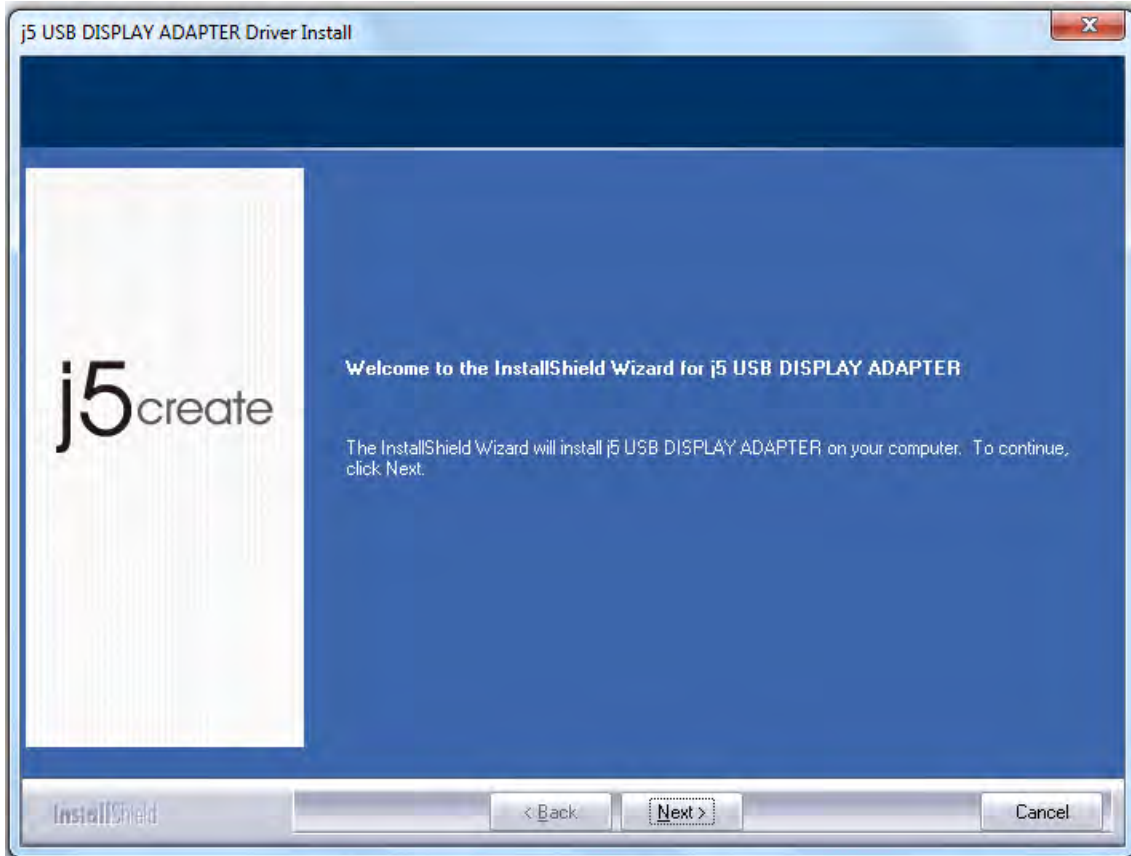 j5 USB DISPLAY ADAPTER Driver Install
j5create
Welcome to the InstallShield Wizard for j5 USB DISPLAY ADAPTER
The InstallShield Wizard will install j5 USB DISPLAY ADAPTER on your computer. To continue,
click Next.
InstallShield
< Back
Next >
Cancel